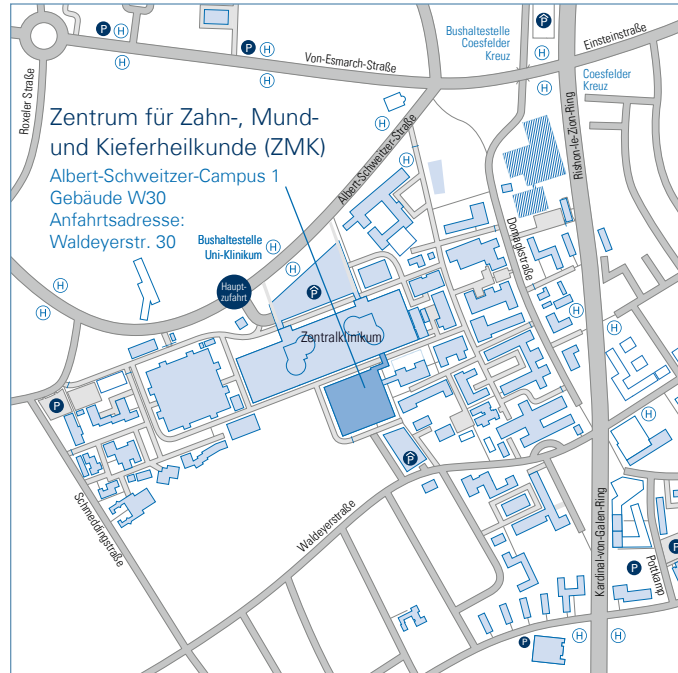 P
H
P
H
H
H
Von-Esmarch-Straße
Bushaltestelle
Coesfelder
Kreuz
P
H
Einsteinstraße
Coesfelder
Kreuz
H
H
Roxeler Straße
Zentrum für Zahn-, Mund-
und Kieferheilkunde (ZMK)
Albert-Schweitzer-Campus 1
Gebäude W30
Anfahrtsadresse:
Waldeyerstr. 30
H
H
Albert-Schweitzer-Straße
Rishon-le-Zion-Ring
Domagkstraße
Bushaltestelle
Uni-Klinikum
H
H
H
H
Haupt-
zufahrt
P
Zentralklinikum
H
H
P
H
P
Schmeddingstraße
Waldeyerstraße
Kardinal-von-Galen-Ring
P
P
Pottkamp
P
P
H
H